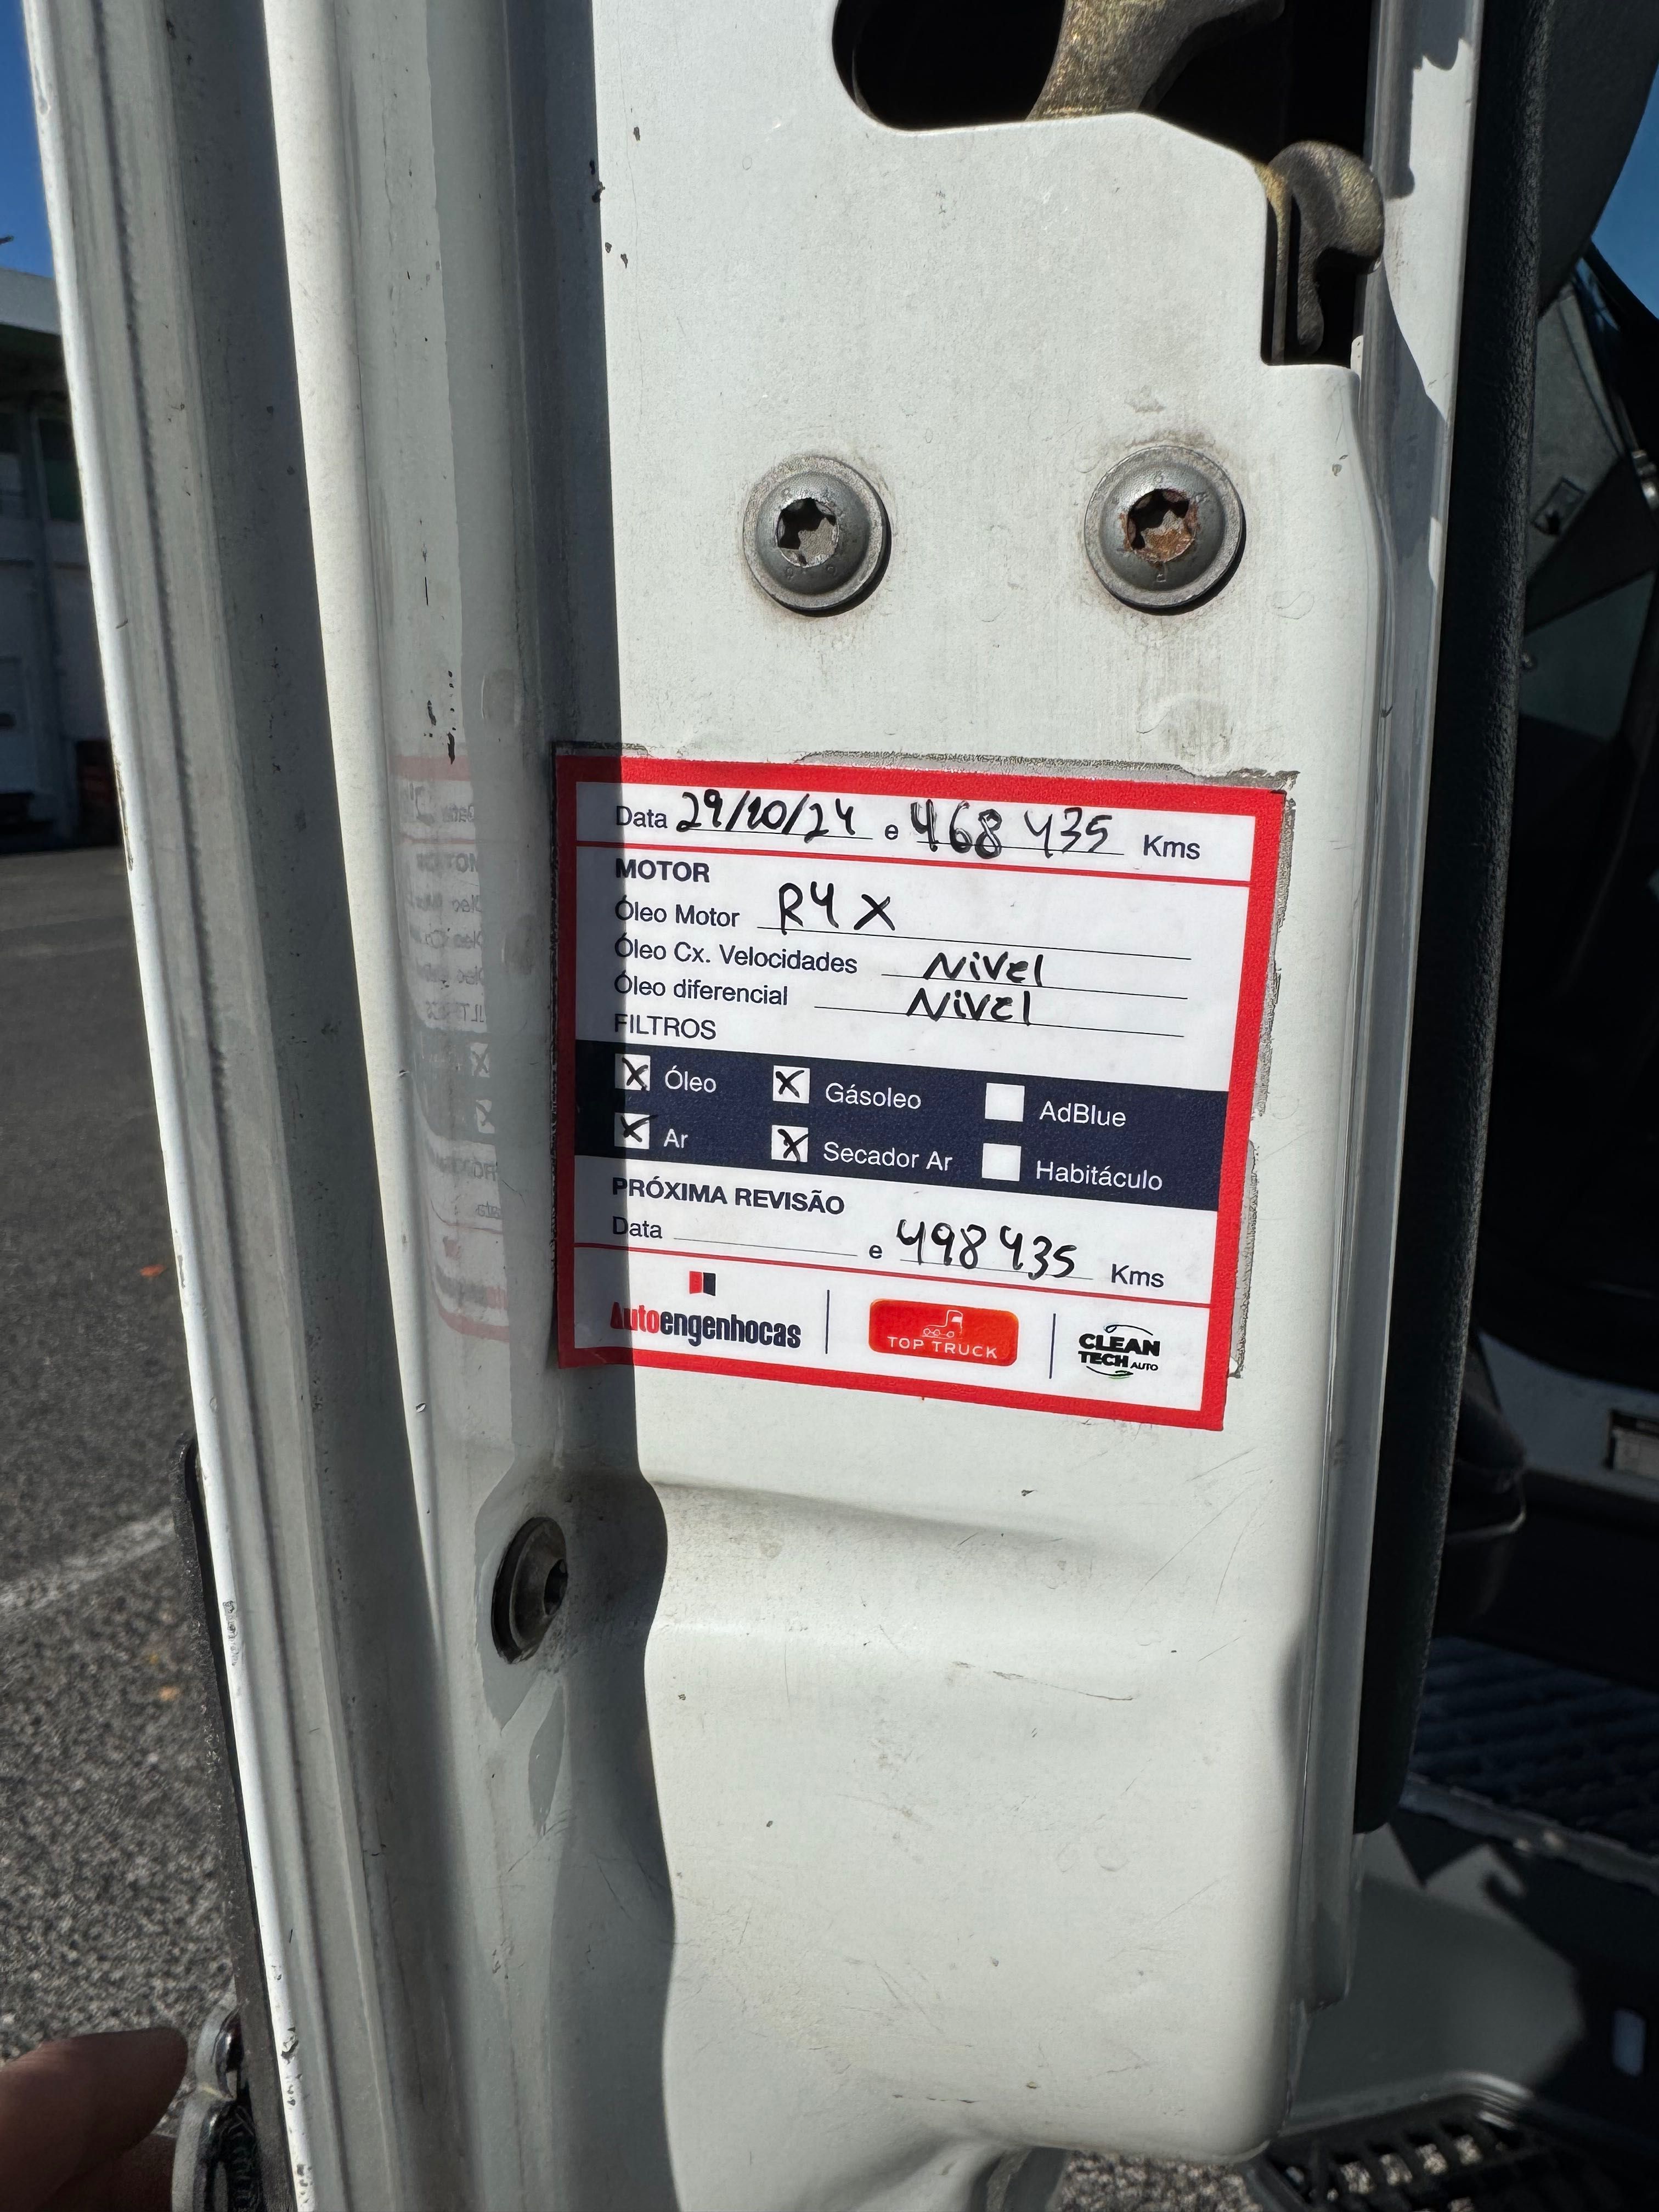 Data 29/10/24 e 468 435 Kms
MOTOR
Óleo Motor R4X
Óleo Cx. Velocidades Nivel
Óleo diferencial Nivel
FILTROS
X Óleo X Gásoleo AdBlue
X Ar X Secador Ar Habitáculo
PRÓXIMA REVISÃO
Data e 498 435 Kms
Autoengenhocas TOP TRUCK CLEAN TECH AUTO